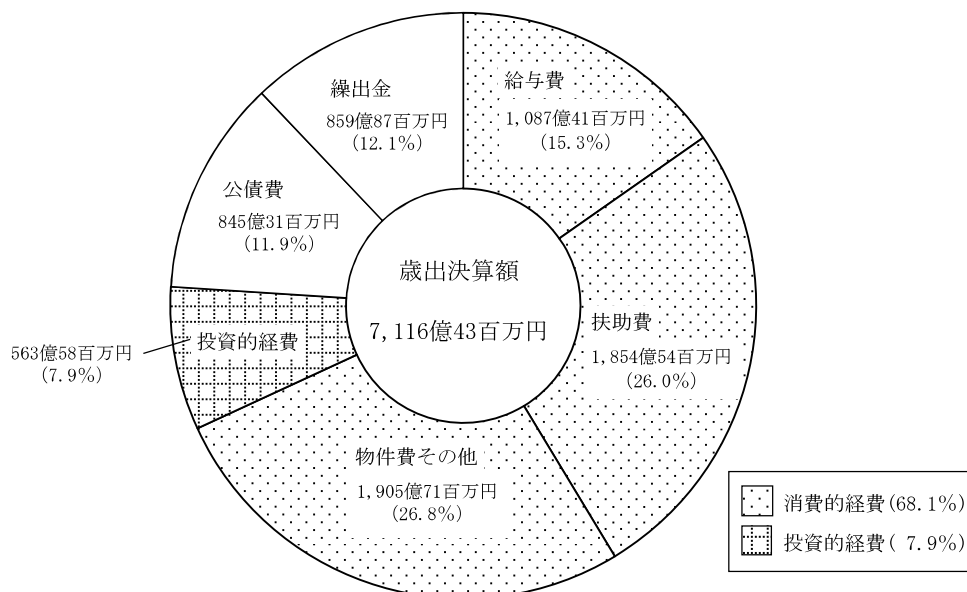 給与費
1,087億41百万円
(15.3%)
扶助費
1,854億54百万円
(26.0%)
物件費その他
1,905億71百万円
(26.8%)
投資的経費
563億58百万円
(7.9%)
公債費
845億31百万円
(11.9%)
繰出金
859億87百万円
(12.1%)
歳出決算額
7,116億43百万円
消費的経費(68.1%)
投資的経費( 7.9%)